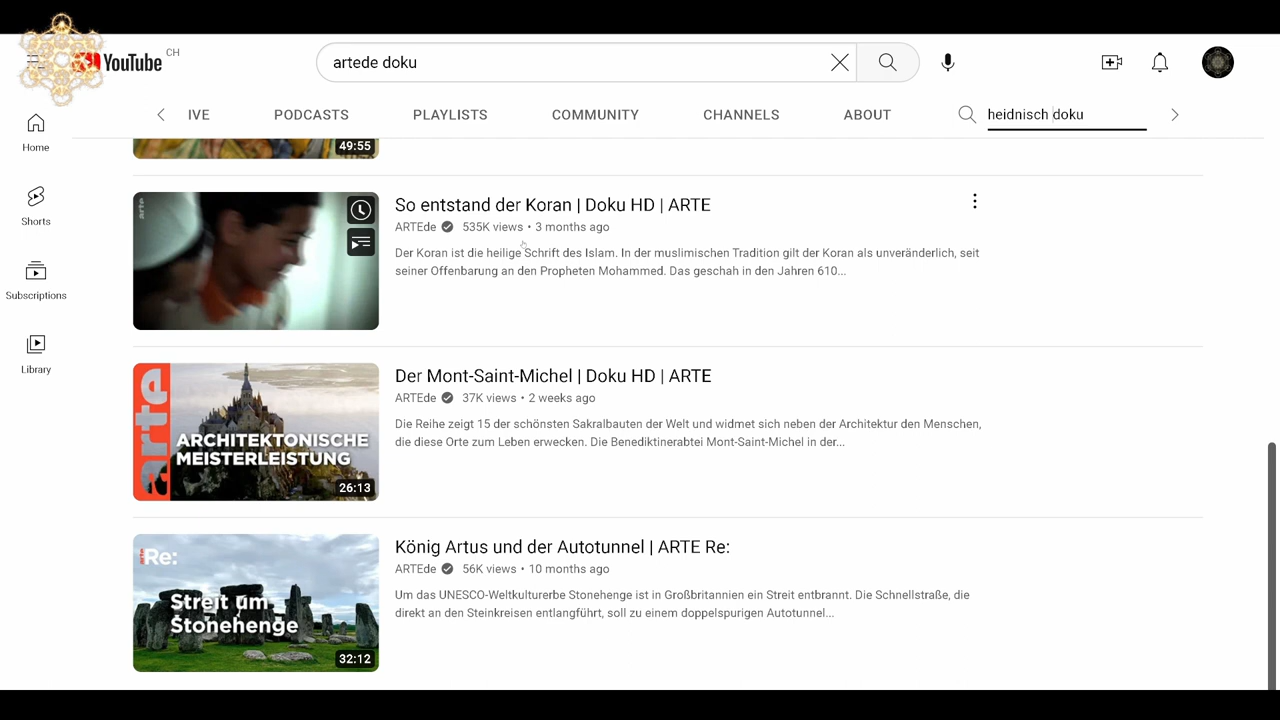 YouTube CH
artede doku
IVE PODCASTS PLAYLISTS COMMUNITY CHANNELS ABOUT heidnisch doku
Home
Shorts
Subscriptions
Library
49:55
arte
So entstand der Koran | Doku HD | ARTE
ARTEde 535K views • 3 months ago
Der Koran ist die heilige Schrift des Islam. In der muslimischen Tradition gilt der Koran als unveränderlich, seit
seiner Offenbarung an den Propheten Mohammed. Das geschah in den Jahren 610...
arte
ARCHITEKTONISCHE
MEISTERLEISTUNG
26:13
Der Mont-Saint-Michel | Doku HD | ARTE
ARTEde 37K views • 2 weeks ago
Die Reihe zeigt 15 der schönsten Sakralbauten der Welt und widmet sich neben der Architektur den Menschen,
die diese Orte zum Leben erwecken. Die Benediktinerabtei Mont-Saint-Michel in der...
arte Re:
Streit um
Stonehenge
32:12
König Artus und der Autotunnel | ARTE Re:
ARTEde 56K views • 10 months ago
Um das UNESCO-Weltkulturerbe Stonehenge ist in Großbritannien ein Streit entbrannt. Die Schnellstraße, die
direkt an den Steinkreisen entlangführt, soll zu einem doppelspurigen Autotunnel...